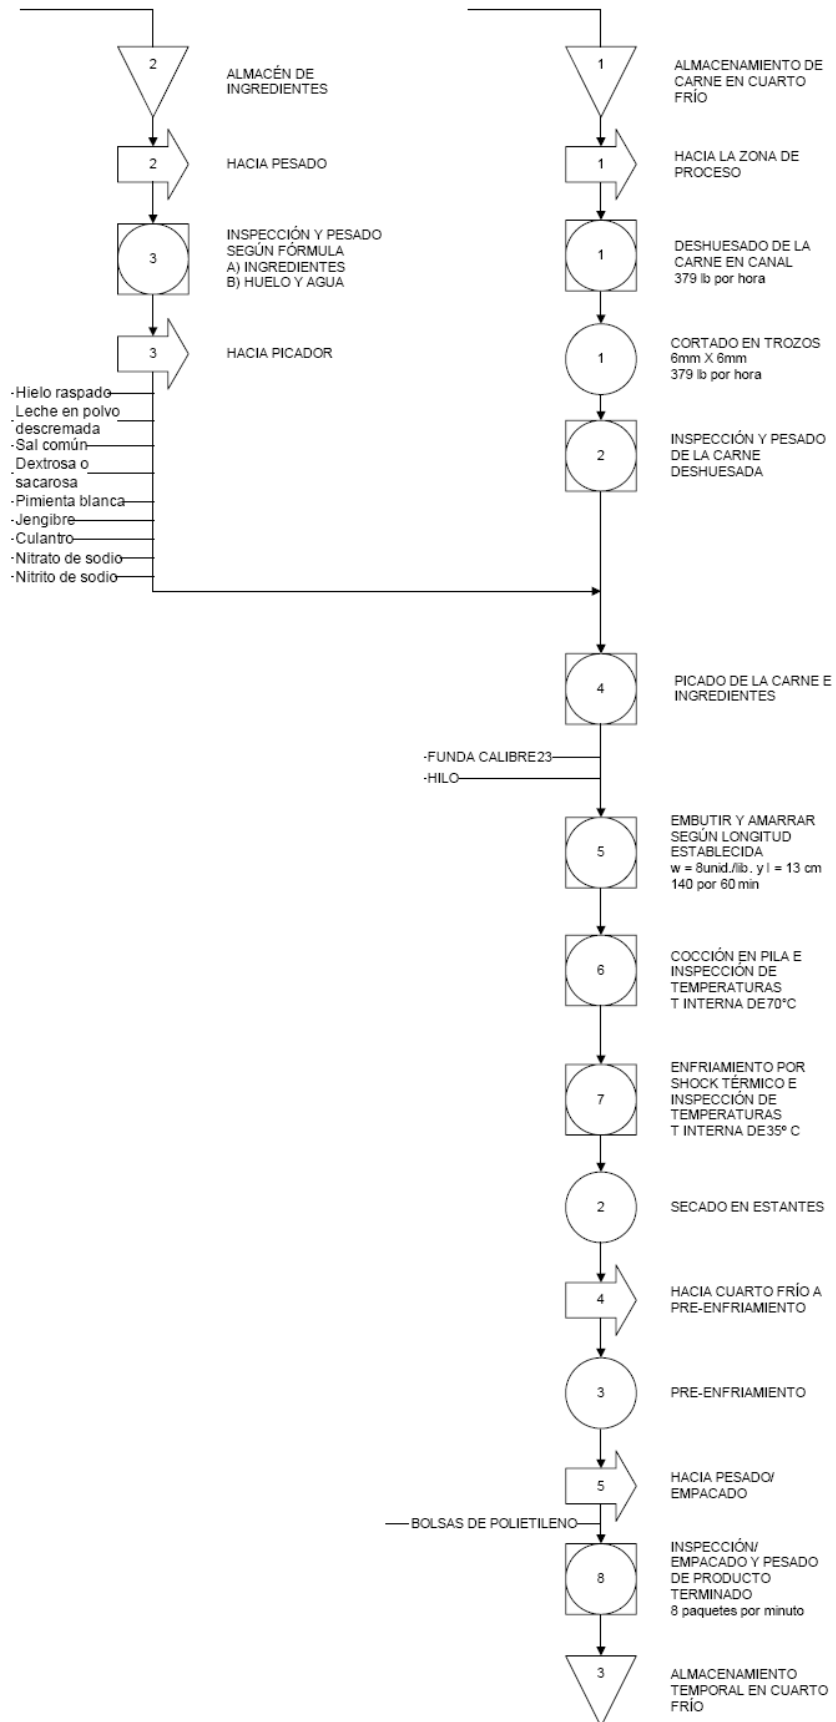 2
ALMACÉN DE
INGREDIENTES
2
HACIA PESADO
3
INSPECCIÓN Y PESADO
SEGÚN FÓRMULA
A) INGREDIENTES
B) HUELO Y AGUA
3
HACIA PICADOR
-Hielo raspado
Leche en polvo
descremada
-Sal común
Dextrosa o
sacarosa
-Pimienta blanca
-Jengibre
-Culantro
-Nitrato de sodio
-Nitrito de sodio
1
ALMACENAMIENTO DE
CARNE EN CUARTO
FRÍO
1
HACIA LA ZONA DE
PROCESO
1
DESHUESADO DE LA
CARNE EN CANAL
379 lb por hora
1
CORTADO EN TROZOS
6mm X 6mm
379 lb por hora
2
INSPECCIÓN Y PESADO
DE LA CARNE
DESHUESADA
4
PICADO DE LA CARNE E
INGREDIENTES
-FUNDA CALIBRE 23
-HILO
5
EMBUTIR Y AMARRAR
SEGÚN LONGITUD
ESTABLECIDA
w = 8unid./lib. y l = 13 cm
140 por 60 min
6
COCCIÓN EN PILA E
INSPECCIÓN DE
TEMPERATURAS
T INTERNA DE 70°C
7
ENFRIAMIENTO POR
SHOCK TÉRMICO E
INSPECCIÓN DE
TEMPERATURAS
T INTERNA DE 35º C
2
SECADO EN ESTANTES
4
HACIA CUARTO FRÍO A
PRE-ENFRIAMIENTO
3
PRE-ENFRIAMIENTO
5
HACIA PESADO/
EMPACADO
BOLSAS DE POLIETILENO
8
INSPECCIÓN/
EMPACADO Y PESADO
DE PRODUCTO
TERMINADO
8 paquetes por minuto
3
ALMACENAMIENTO
TEMPORAL EN CUARTO
FRÍO